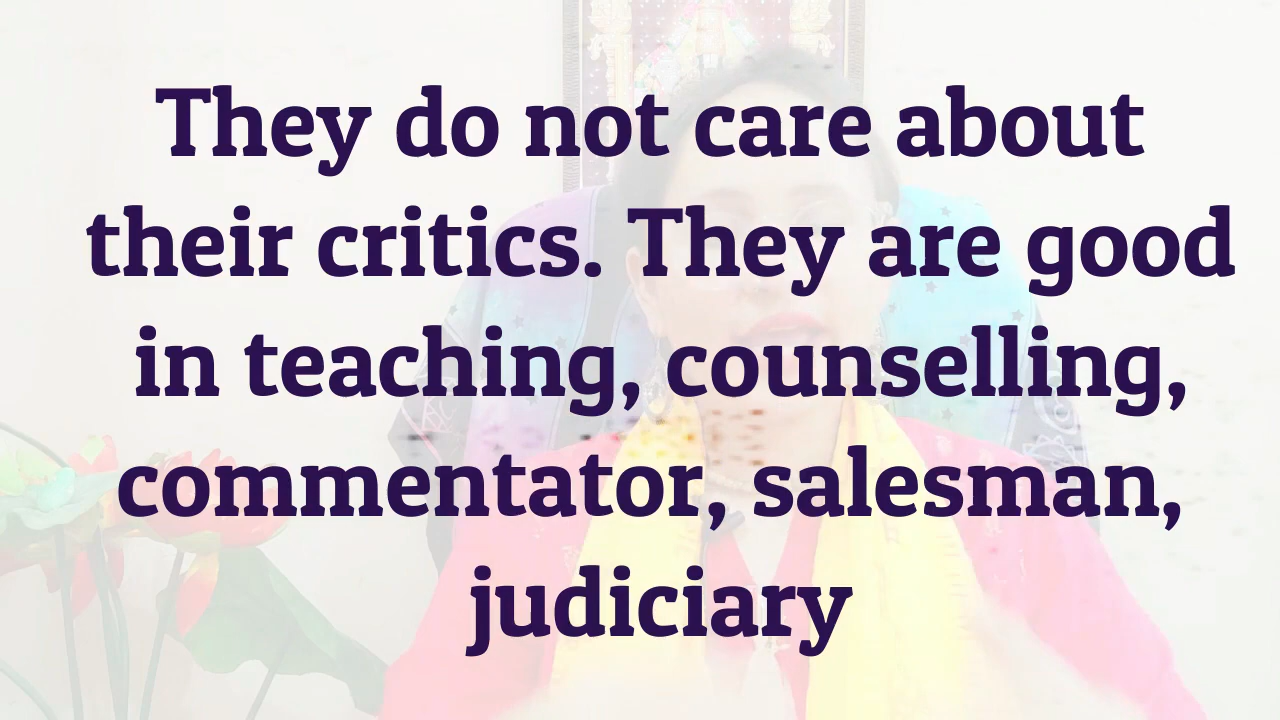 They do not care about
their critics. They are good
in teaching, counselling,
commentator, salesman,
judiciary